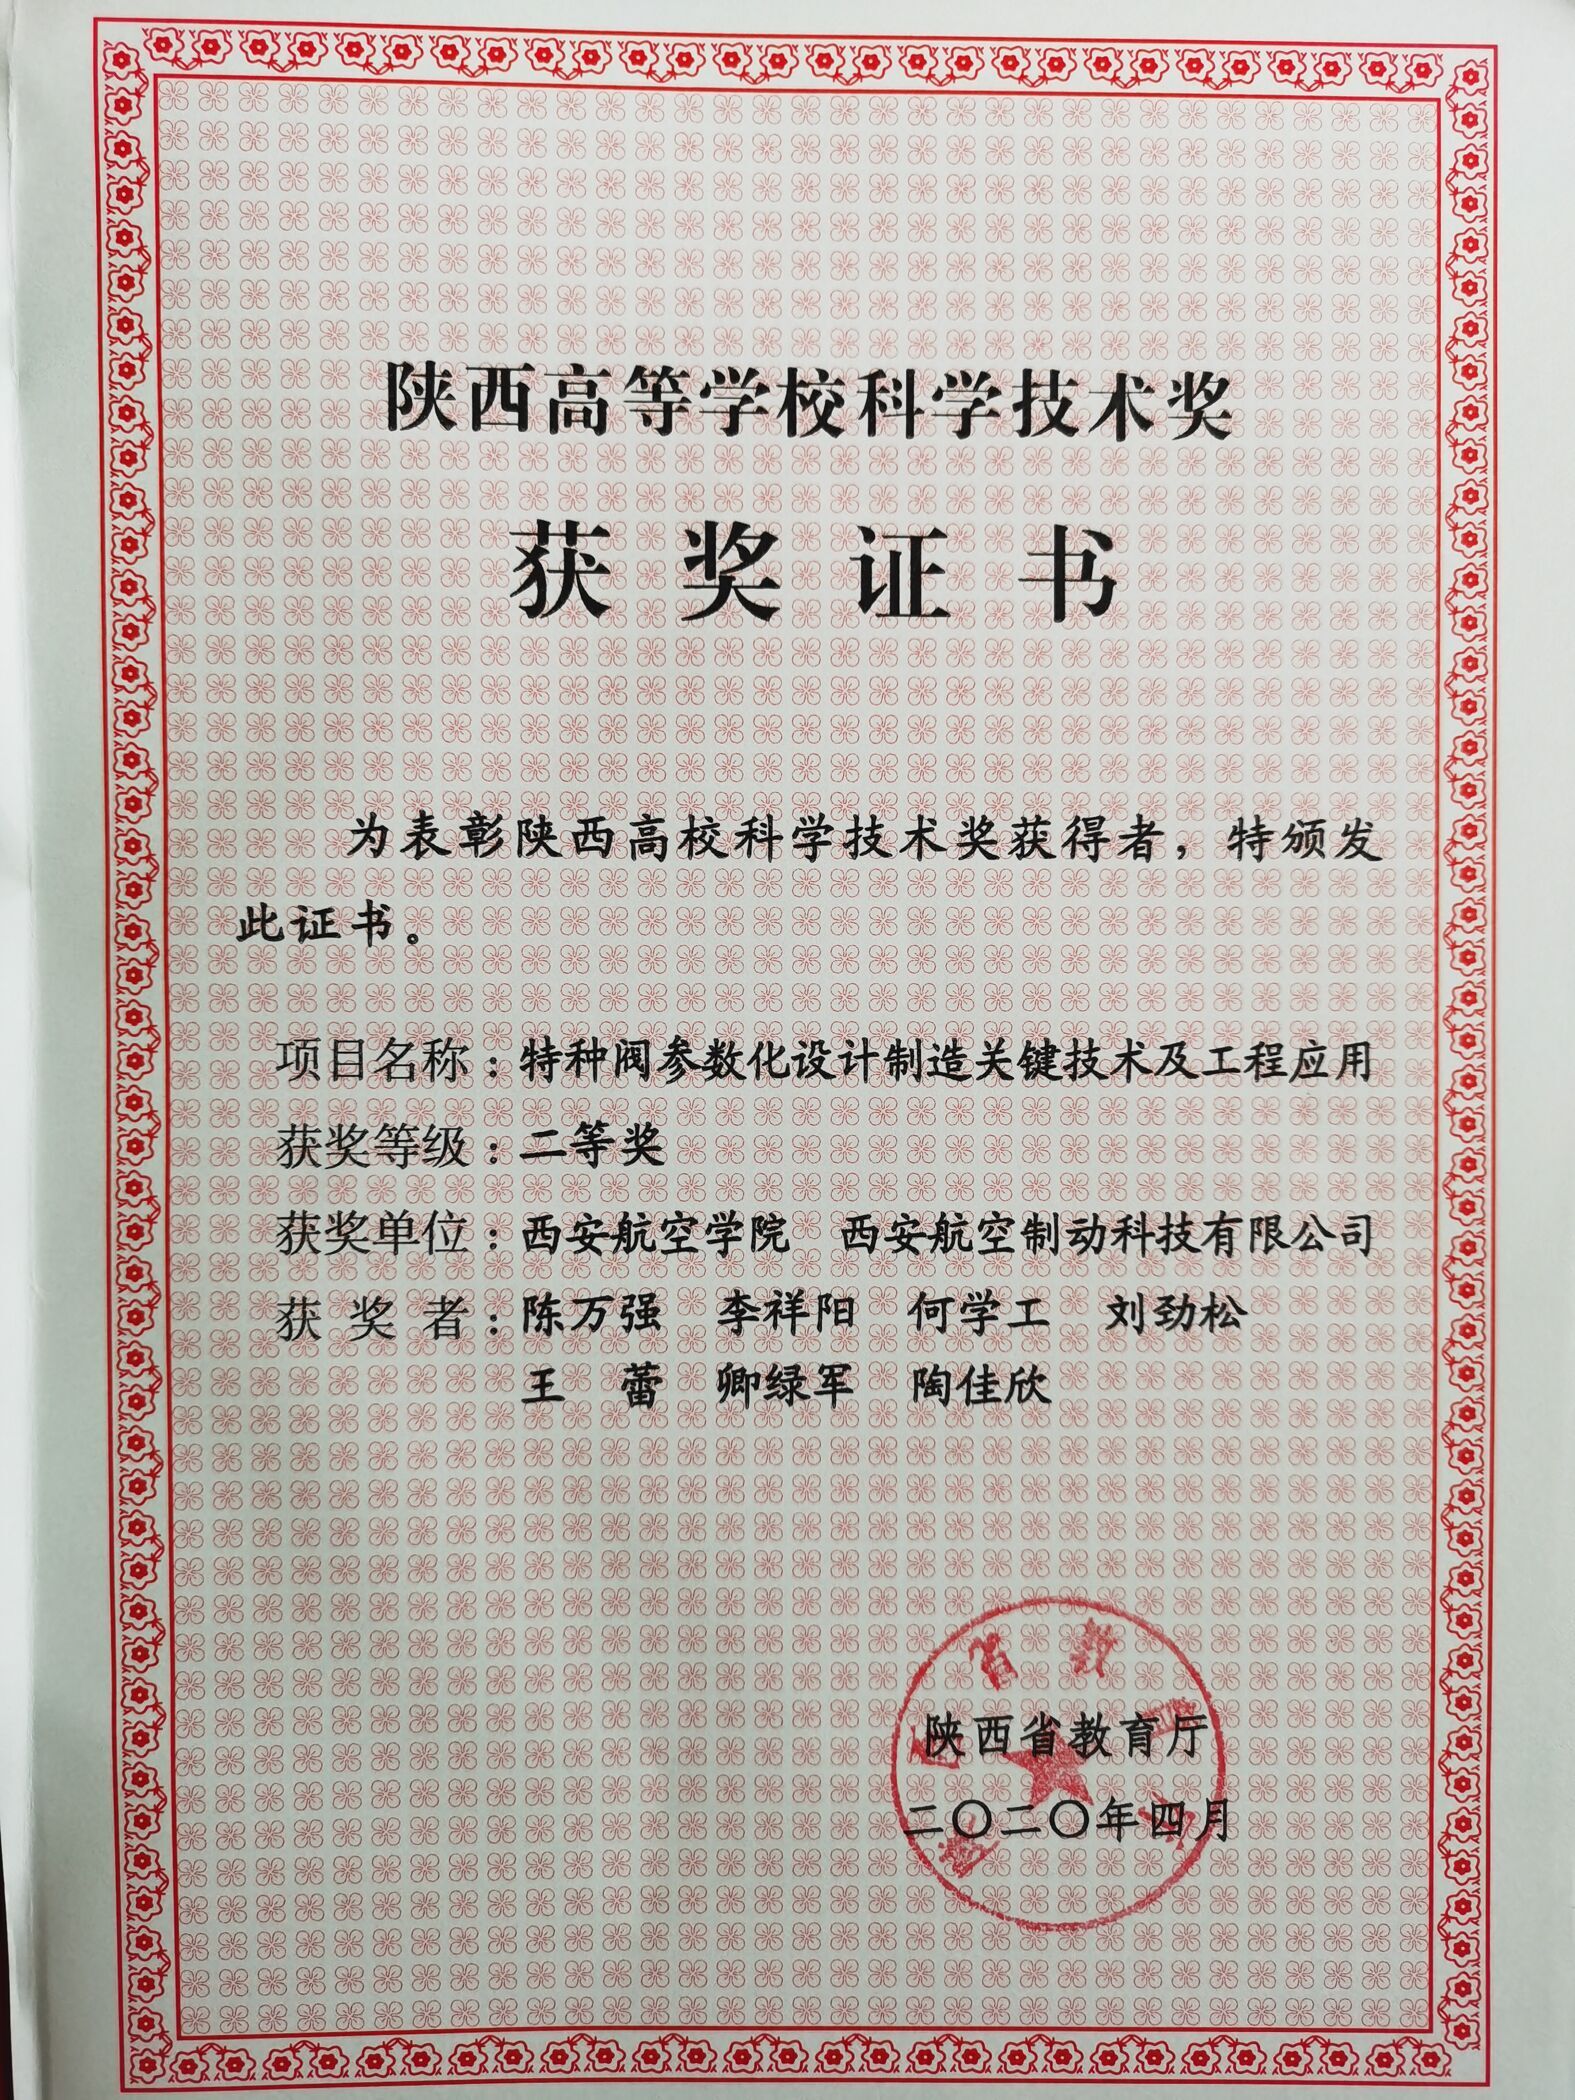 陕西高等学校科学技术奖
获奖证书
为表彰陕西高校科学技术奖获得者，特颁发
此证书。
项目名称：特种阀参数化设计制造关键技术及工程应用
获奖等级：二等奖
获奖单位：西安航空学院 西安航空制动科技有限公司
获奖者：陈万强 李祥阳 何学工 刘劲松
王蕾 卿绿军 陶佳欣
陕西省教育厅
二〇二〇年四月